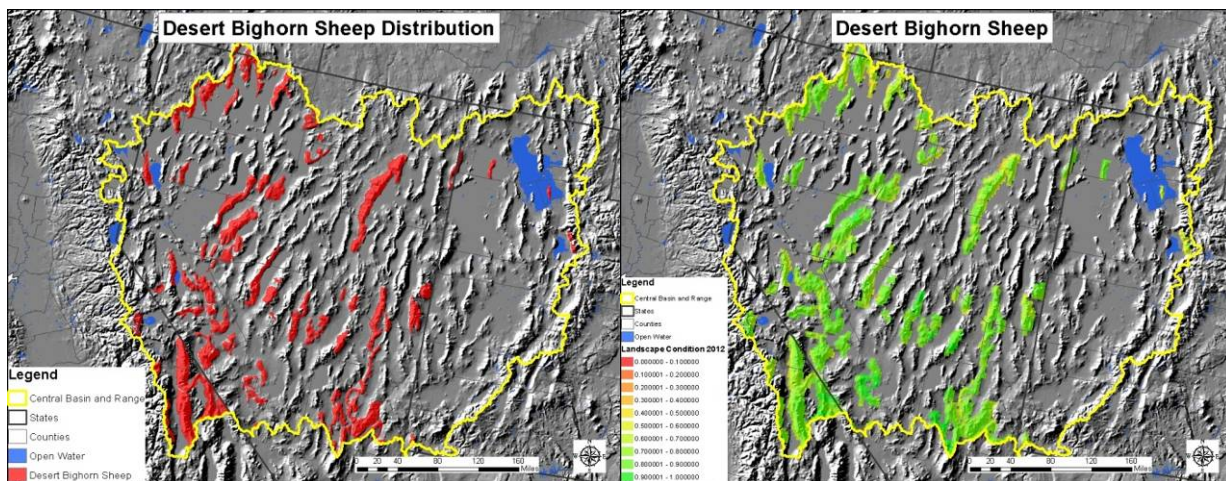 Desert Bighorn Sheep Distribution
Legend
Central Basin and Range
States
Counties
Open Water
Desert Bighorn Sheep
0 20 40 80 120 160
Miles
N
W E
S
Desert Bighorn Sheep
Legend
Central Basin and Range
States
Counties
Open Water
Landscape Condition 2012
0.000000 - 0.100000
0.100001 - 0.200000
0.200001 - 0.300000
0.300001 - 0.400000
0.400001 - 0.500000
0.500001 - 0.600000
0.600001 - 0.700000
0.700001 - 0.800000
0.800001 - 0.900000
0.900001 - 1.000000
0 20 40 80 120 160
Miles
N
W E
S